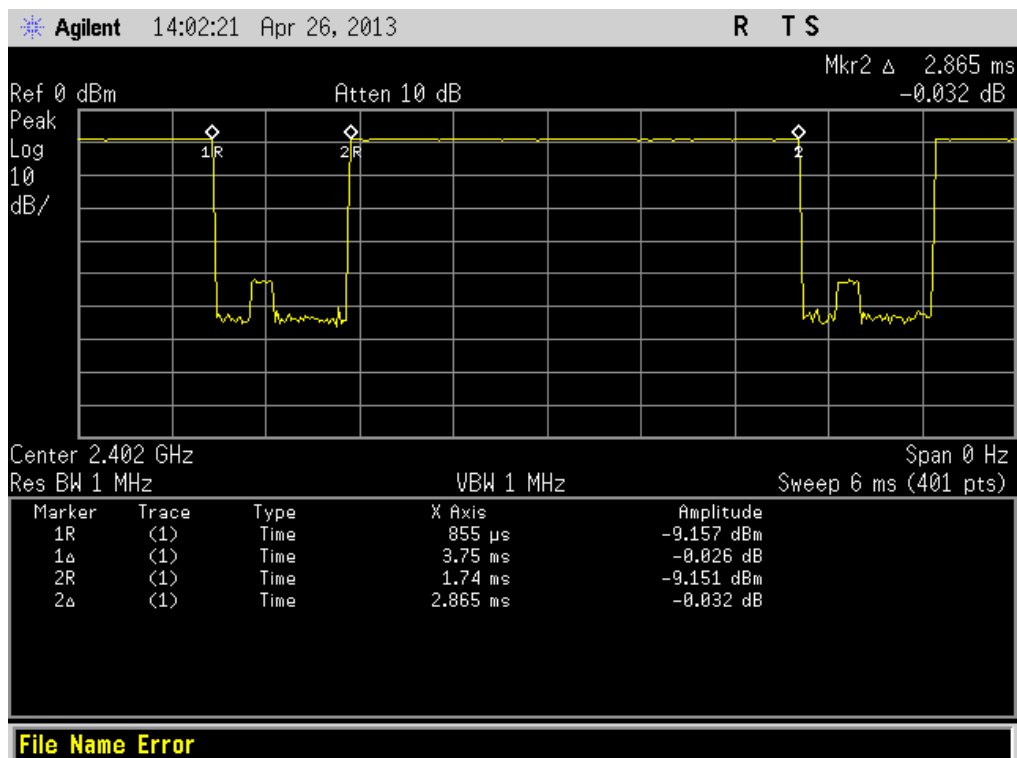 Agilent 14:02:21 Apr 26, 2013 R T S
Mkr2 Δ 2.865 ms
Ref 0 dBm Atten 10 dB -0.032 dB
Peak
Log
10
dB/
1R 2R 2
Center 2.402 GHz Span 0 Hz
Res BW 1 MHz VBW 1 MHz Sweep 6 ms (401 pts)
Marker Trace Type X Axis Amplitude
1R (1) Time 855 µs -9.157 dBm
1Δ (1) Time 3.75 ms -0.026 dB
2R (1) Time 1.74 ms -9.151 dBm
2Δ (1) Time 2.865 ms -0.032 dB
File Name Error